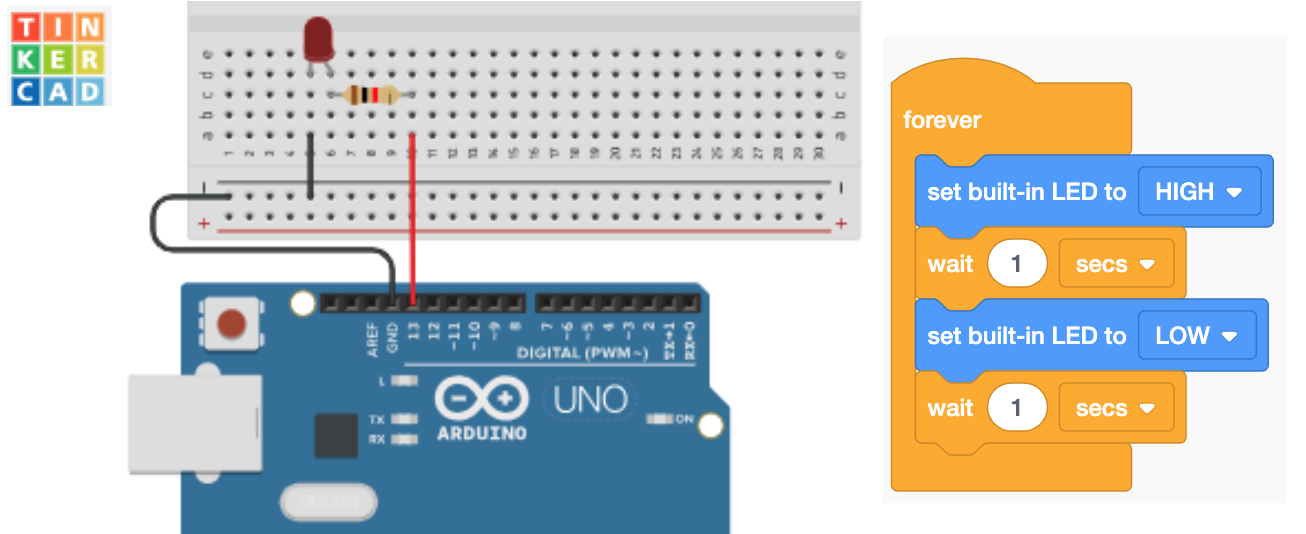 TIN
KER
CAD
e e
d d
c c
b b
a a
1 2 3 4 5 6 7 8 9 10 11 12 13 14 15 16 17 18 19 20 21 22 23 24 25 26 27 28 29 30
− −
+ +
AREF GND 13 12 ~11 ~10 ~9 8 7 ~6 ~5 4 ~3 2 TX→1 RX←0
DIGITAL (PWM~)
L
TX
RX
ARDUINO
UNO
ON
forever
set built-in LED to HIGH
wait 1 secs
set built-in LED to LOW
wait 1 secs